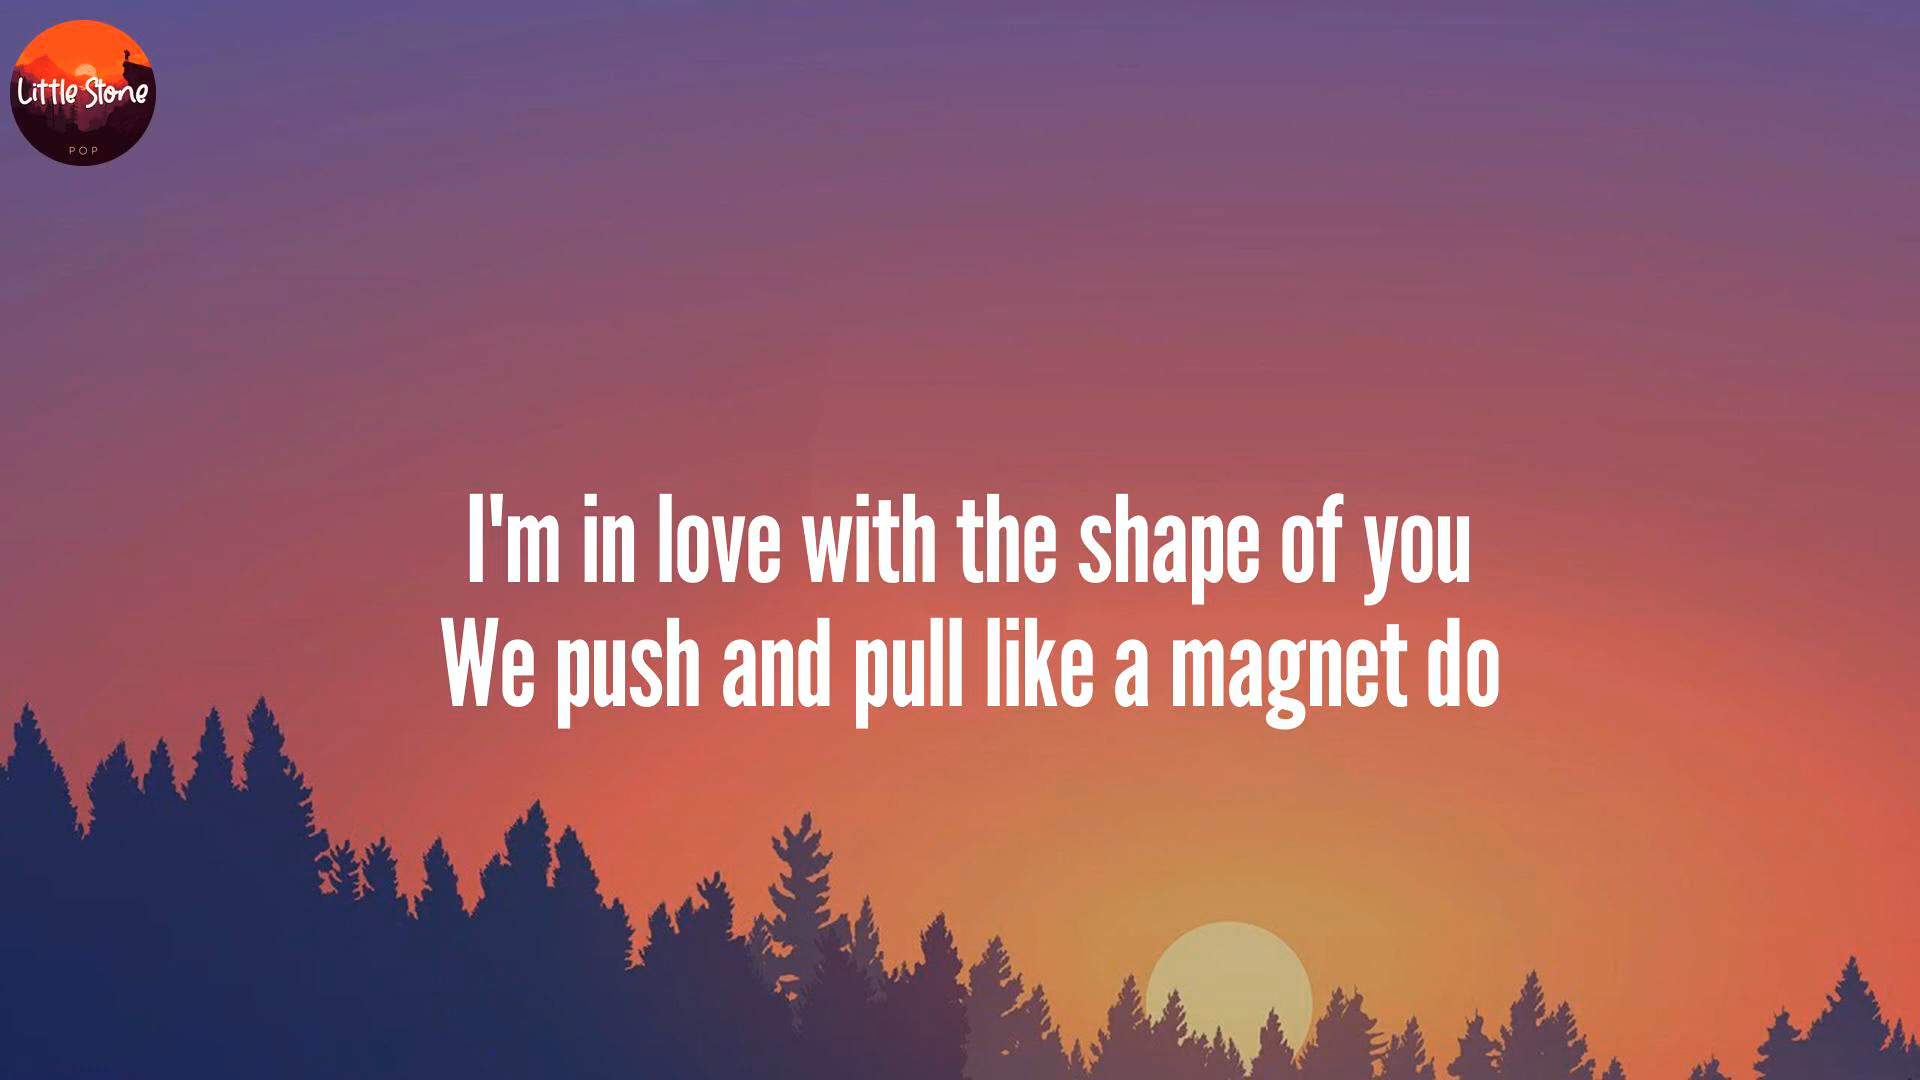 Little Stone
POP
I'm in love with the shape of you
We push and pull like a magnet do